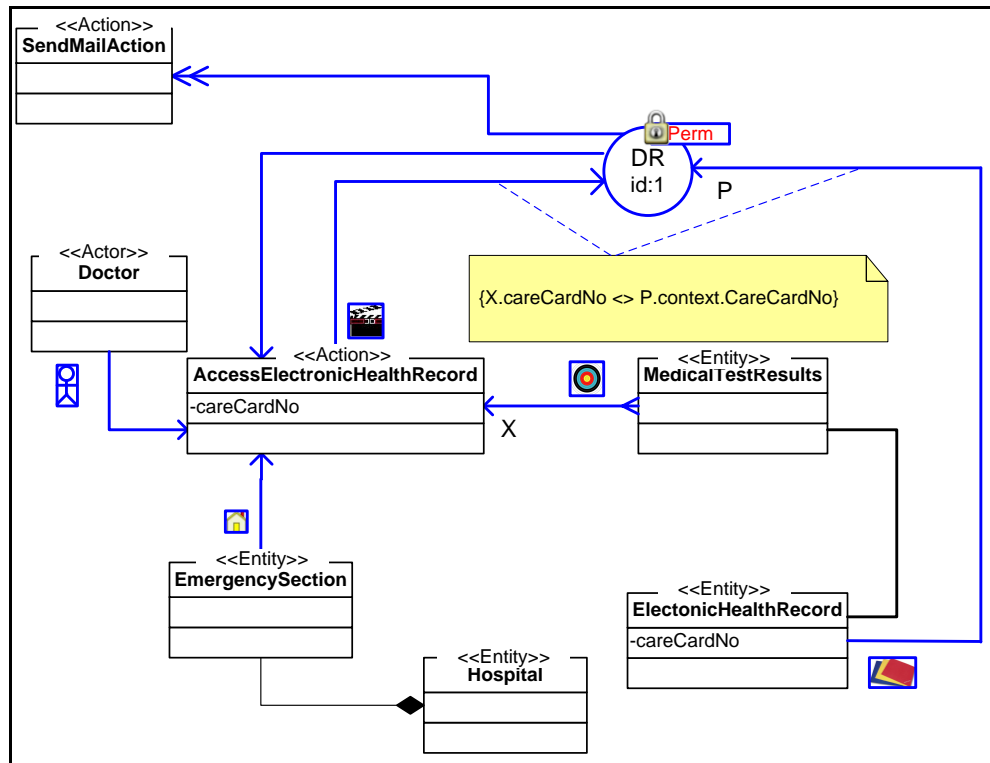 <<Action>>
SendMailAction
Perm
DR
id:1
P
<<Actor>>
Doctor
{X.careCardNo <> P.context.CareCardNo}
<<Action>>
AccessElectronicHealthRecord
-careCardNo
X
<<Entity>>
MedicalTestResults
<<Entity>>
EmergencySection
<<Entity>>
ElectonicHealthRecord
-careCardNo
<<Entity>>
Hospital